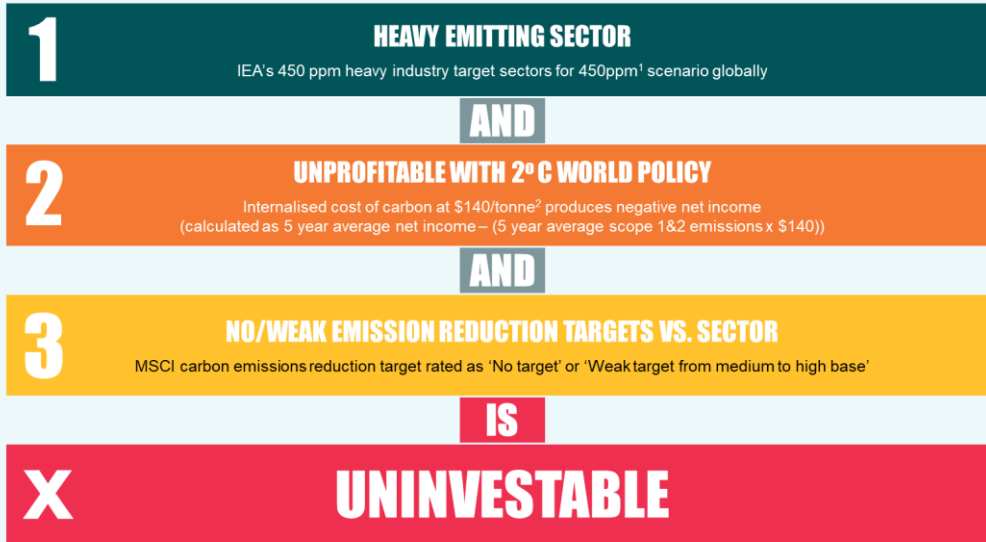 1
HEAVY EMITTING SECTOR
IEA's 450 ppm heavy industry target sectors for 450ppm¹ scenario globally
AND
2
UNPROFITABLE WITH 2º C WORLD POLICY
Internalised cost of carbon at $140/tonne² produces negative net income
(calculated as 5 year average net income – (5 year average scope 1&2 emissions x $140))
AND
3
NO/WEAK EMISSION REDUCTION TARGETS VS. SECTOR
MSCI carbon emissions reduction target rated as ‘No target’ or ‘Weak target from medium to high base’
IS
X
UNINVESTABLE